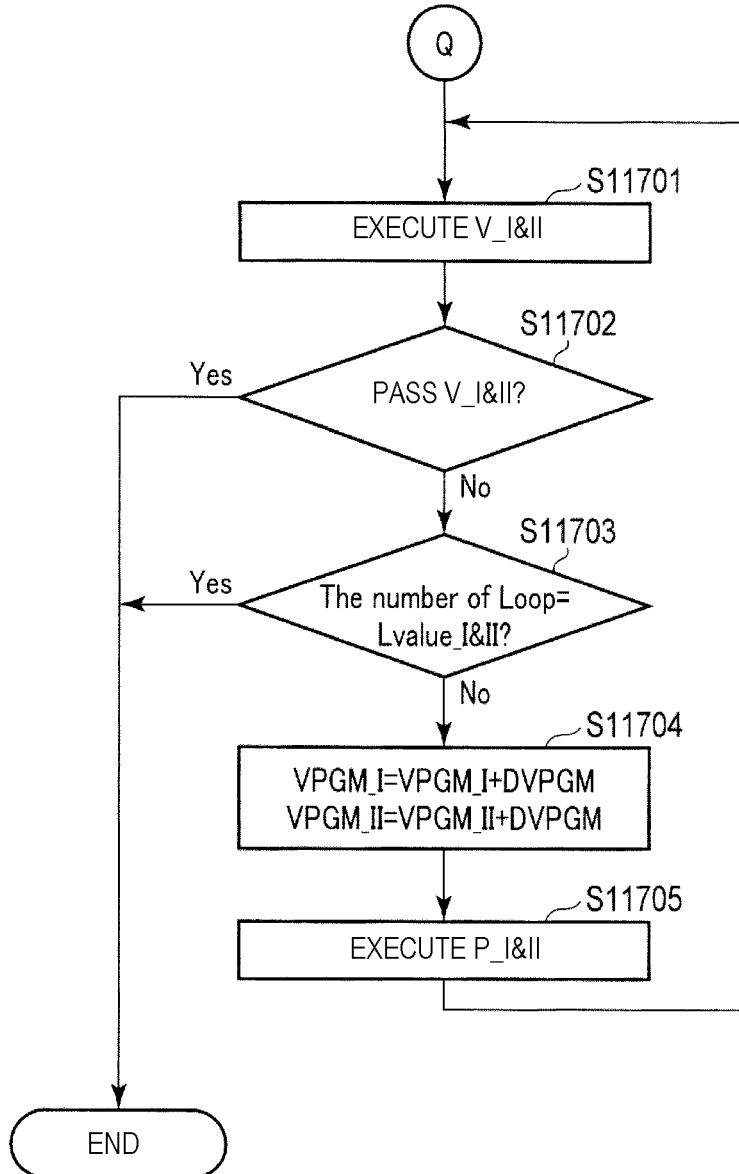 Q
S11701
EXECUTE V_I&II
S11702
Yes
PASS V_I&II?
No
S11703
Yes
The number of Loop=
Lvalue_I&II?
No
S11704
VPGM_I=VPGM_I+DVPGM
VPGM_II=VPGM_II+DVPGM
S11705
EXECUTE P_I&II
END